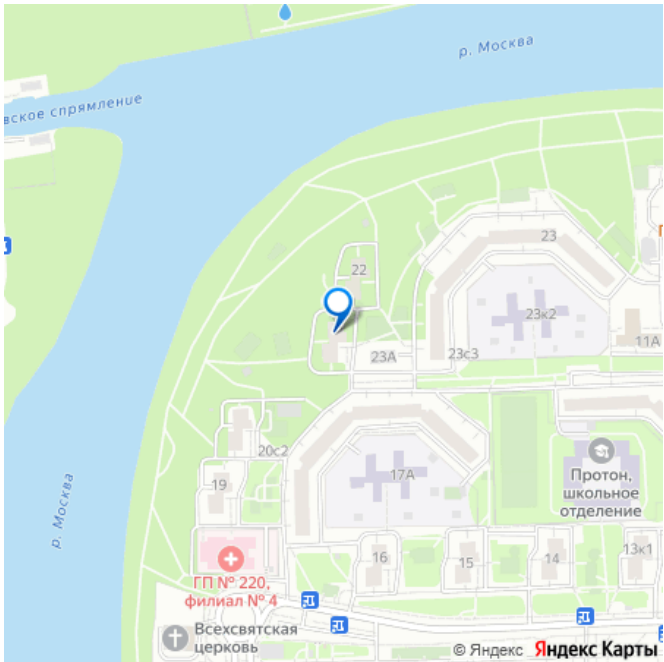 р. Москва
вское спрямление
23
22
23к2
11А
23А
23с3
20с2
17А
Протон,
школьное
отделение
19
р. Москва
16
15
14
13к1
ГП № 220,
филиал № 4
Всехсвятская
церковь
© Яндекс Яндекс Карты